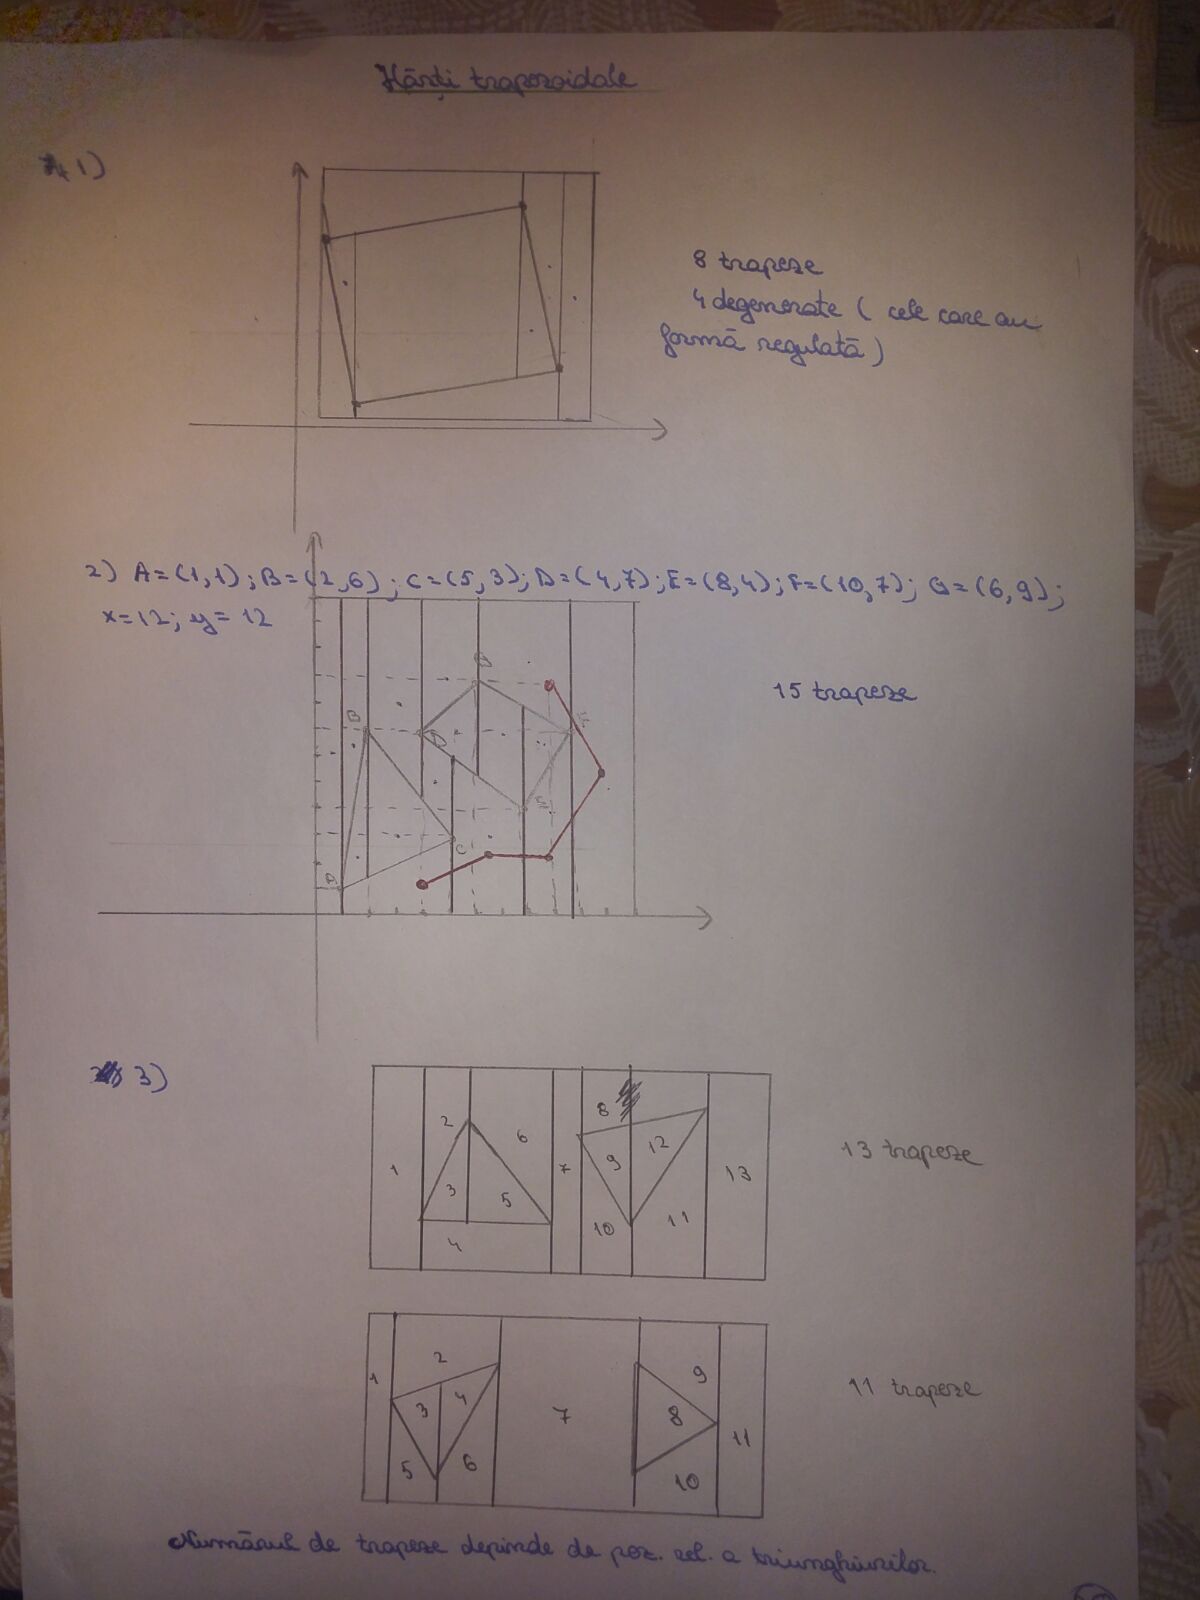 Hărți trapezoidale
1)
8 trapeze
4 degenerate ( cele care au
formă regulată )
2) A=(1,1); B=(2,6); C=(5,3); D=(4,7); E=(8,4); F=(10,7); G=(6,9);
x=12; y=12
B
D
G
F
E
C
A
15 trapeze
3)
1 2 3 4 5 6 7 8 9 10 11 12 13
13 trapeze
1 2 3 4 5 6 7 8 9 10 11
11 trapeze
Numărul de trapeze depinde de poz. rel. a triunghiurilor.